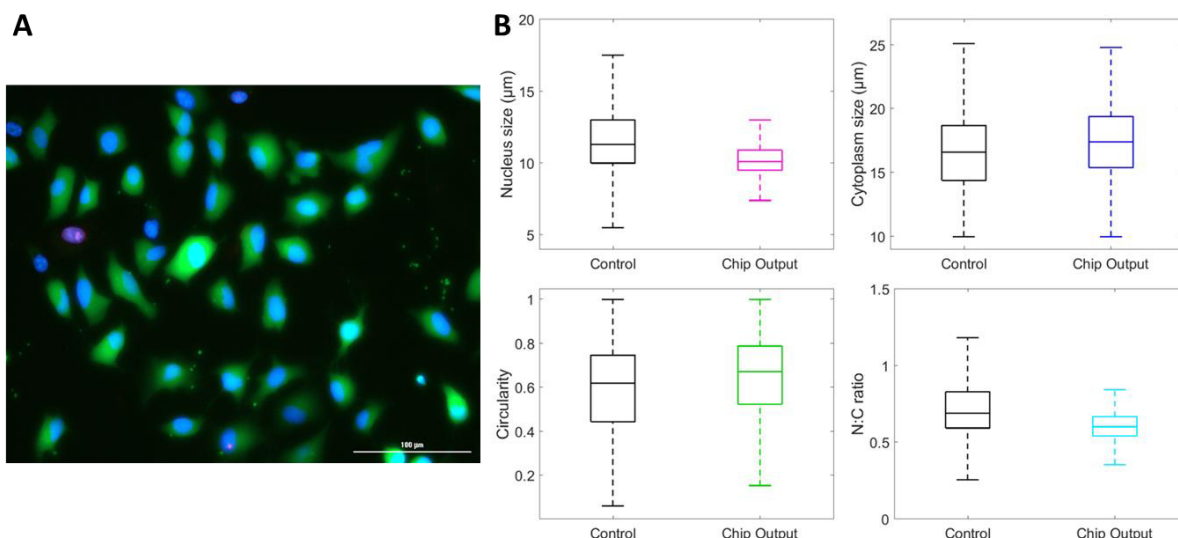 A
100 µm
B
Nucleus size (µm)
20
15
10
5
Control
Chip Output
Cytoplasm size (µm)
25
20
15
10
Control
Chip Output
Circularity
1
0.8
0.6
0.4
0.2
Control
Chip Output
N:C ratio
1.5
1
0.5
0
Control
Chip Output